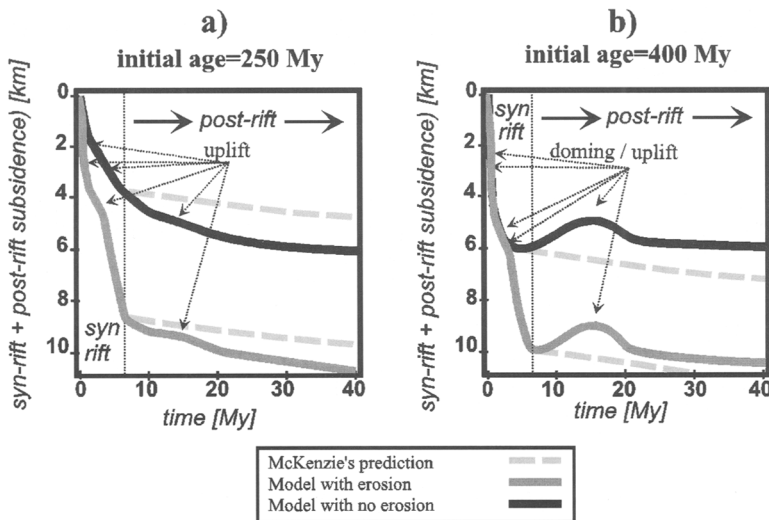 a)
initial age=250 My
syn-rift + post-rift subsidence) [km]
0
2
4
6
8
10
post-rift
uplift
syn
rift
0 10 20 30 40
time [My]
b)
initial age=400 My
syn-rift + post-rift subsidence) [km]
0
2
4
6
8
10
syn
rift
post-rift
doming / uplift
0 10 20 30 40
time [My]
McKenzie's prediction
Model with erosion
Model with no erosion